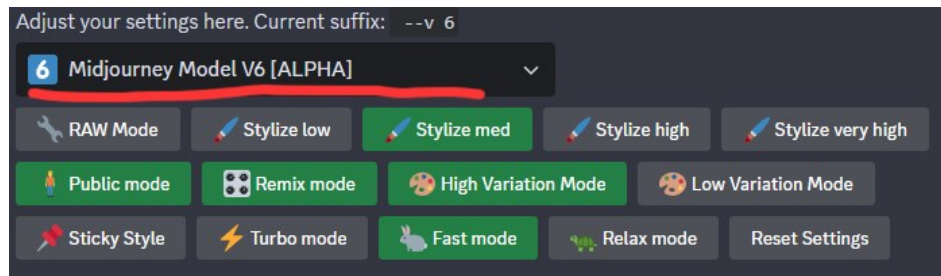 Adjust your settings here. Current suffix: --v 6
6 Midjourney Model V6 [ALPHA]
RAW Mode Stylize low Stylize med Stylize high Stylize very high
Public mode Remix mode High Variation Mode Low Variation Mode
Sticky Style Turbo mode Fast mode Relax mode Reset Settings